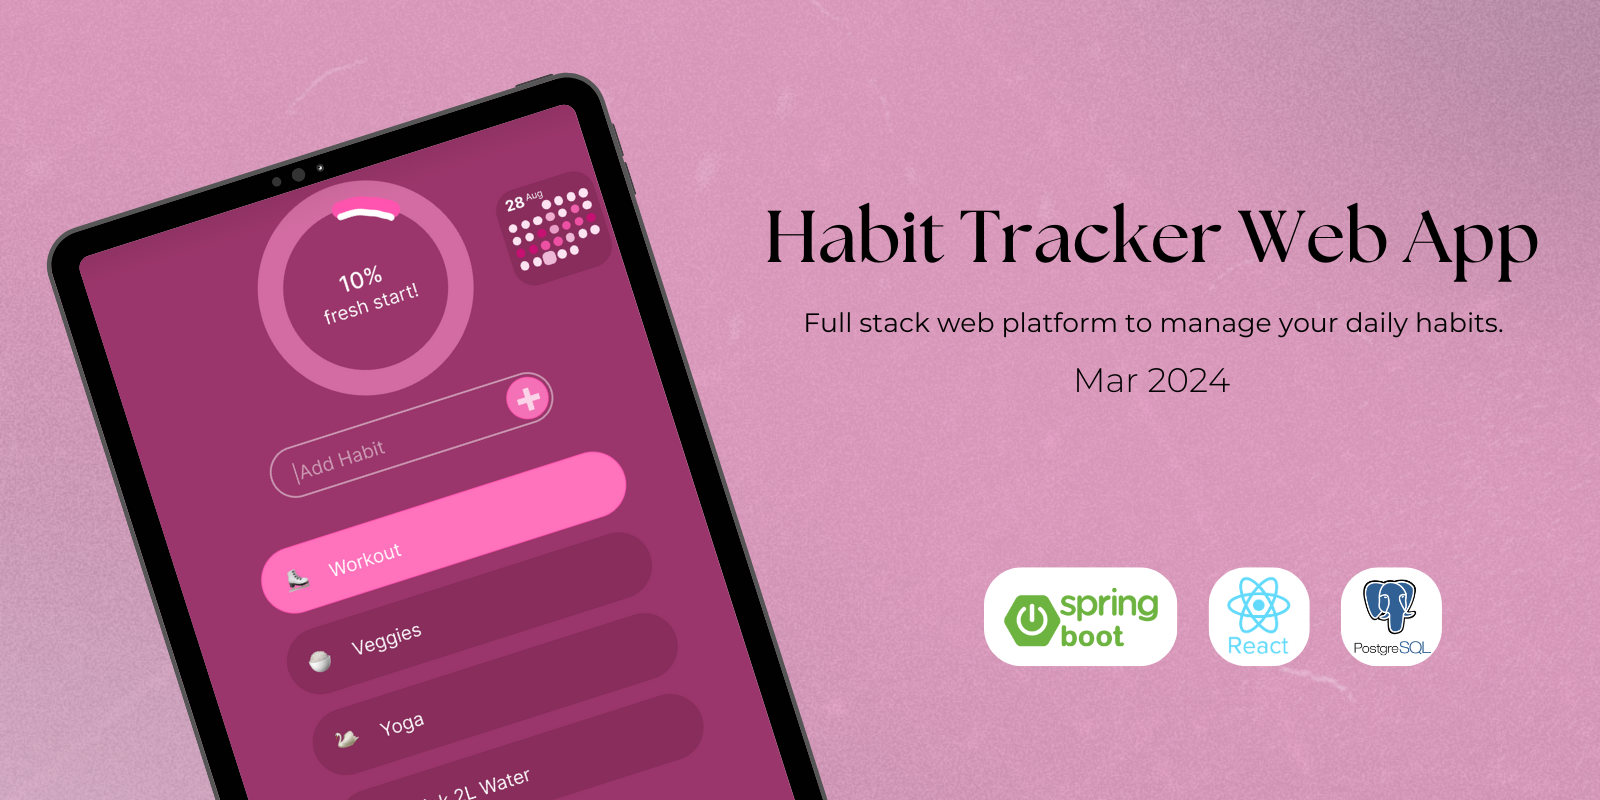 28 Aug
10%
fresh start!
Add Habit
Workout
Veggies
Yoga
2L Water
Habit Tracker Web App
Full stack web platform to manage your daily habits.
Mar 2024
spring
boot
React
PostgreSQL